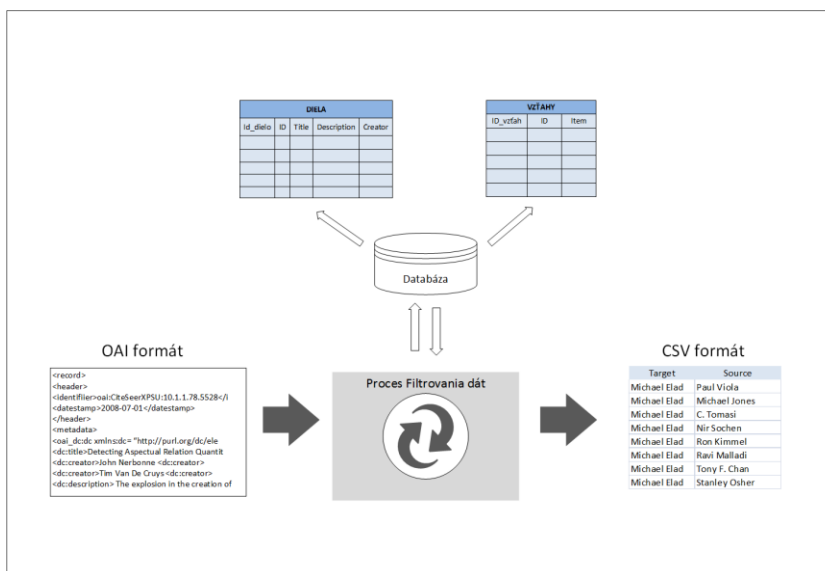 DIELA
Id_dielo ID Title Description Creator
VZŤAHY
ID_vzťah ID Item
Databáza
OAI formát
<record>
<header>
<identifiier>oai:CiteSeerXPSU:10.1.1.78.5528</i
<datestamp>2008-07-01</datestamp>
</header>
<metadata>
<oai_dc:dc xmlns:dc= "http://purl.org/dc/ele
<dc:title>Detecting Aspectual Relation Quantit
<dc:creator>John Nerbonne <dc:creator>
<dc:creator>Tim Van De Cruys <dc:creator>
<dc:description> The explosion in the creation of
Proces Filtrovania dát
CSV formát
Target Source
Michael Elad Paul Viola
Michael Elad Michael Jones
Michael Elad C. Tomasi
Michael Elad Nir Sochen
Michael Elad Ron Kimmel
Michael Elad Ravi Malladi
Michael Elad Tony F. Chan
Michael Elad Stanley Osher